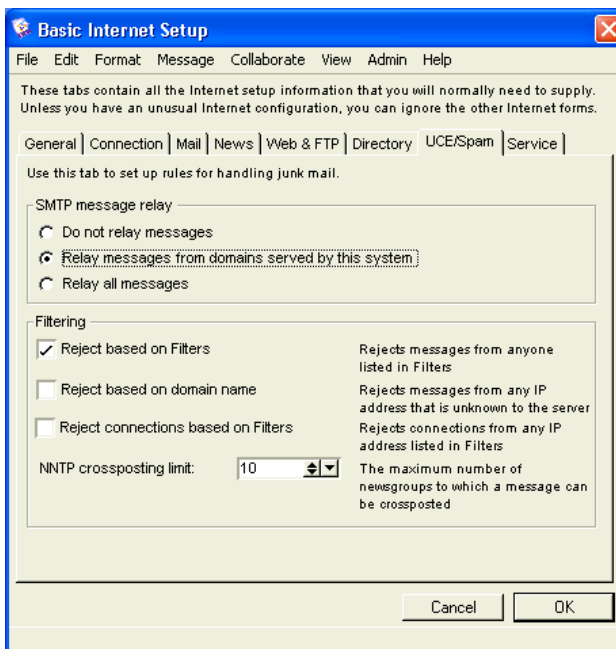 Basic Internet Setup
File Edit Format Message Collaborate View Admin Help
These tabs contain all the Internet setup information that you will normally need to supply.
Unless you have an unusual Internet configuration, you can ignore the other Internet forms.
General Connection Mail News Web & FTP Directory UCE/Spam Service
Use this tab to set up rules for handling junk mail.
SMTP message relay
Do not relay messages
Relay messages from domains served by this system
Relay all messages
Filtering
Reject based on Filters
Rejects messages from anyone
listed in Filters
Reject based on domain name
Rejects messages from any IP
address that is unknown to the server
Reject connections based on Filters
Rejects connections from any IP
address listed in Filters
NNTP crossposting limit: 10
The maximum number of
newsgroups to which a message can
be crossposted
Cancel OK